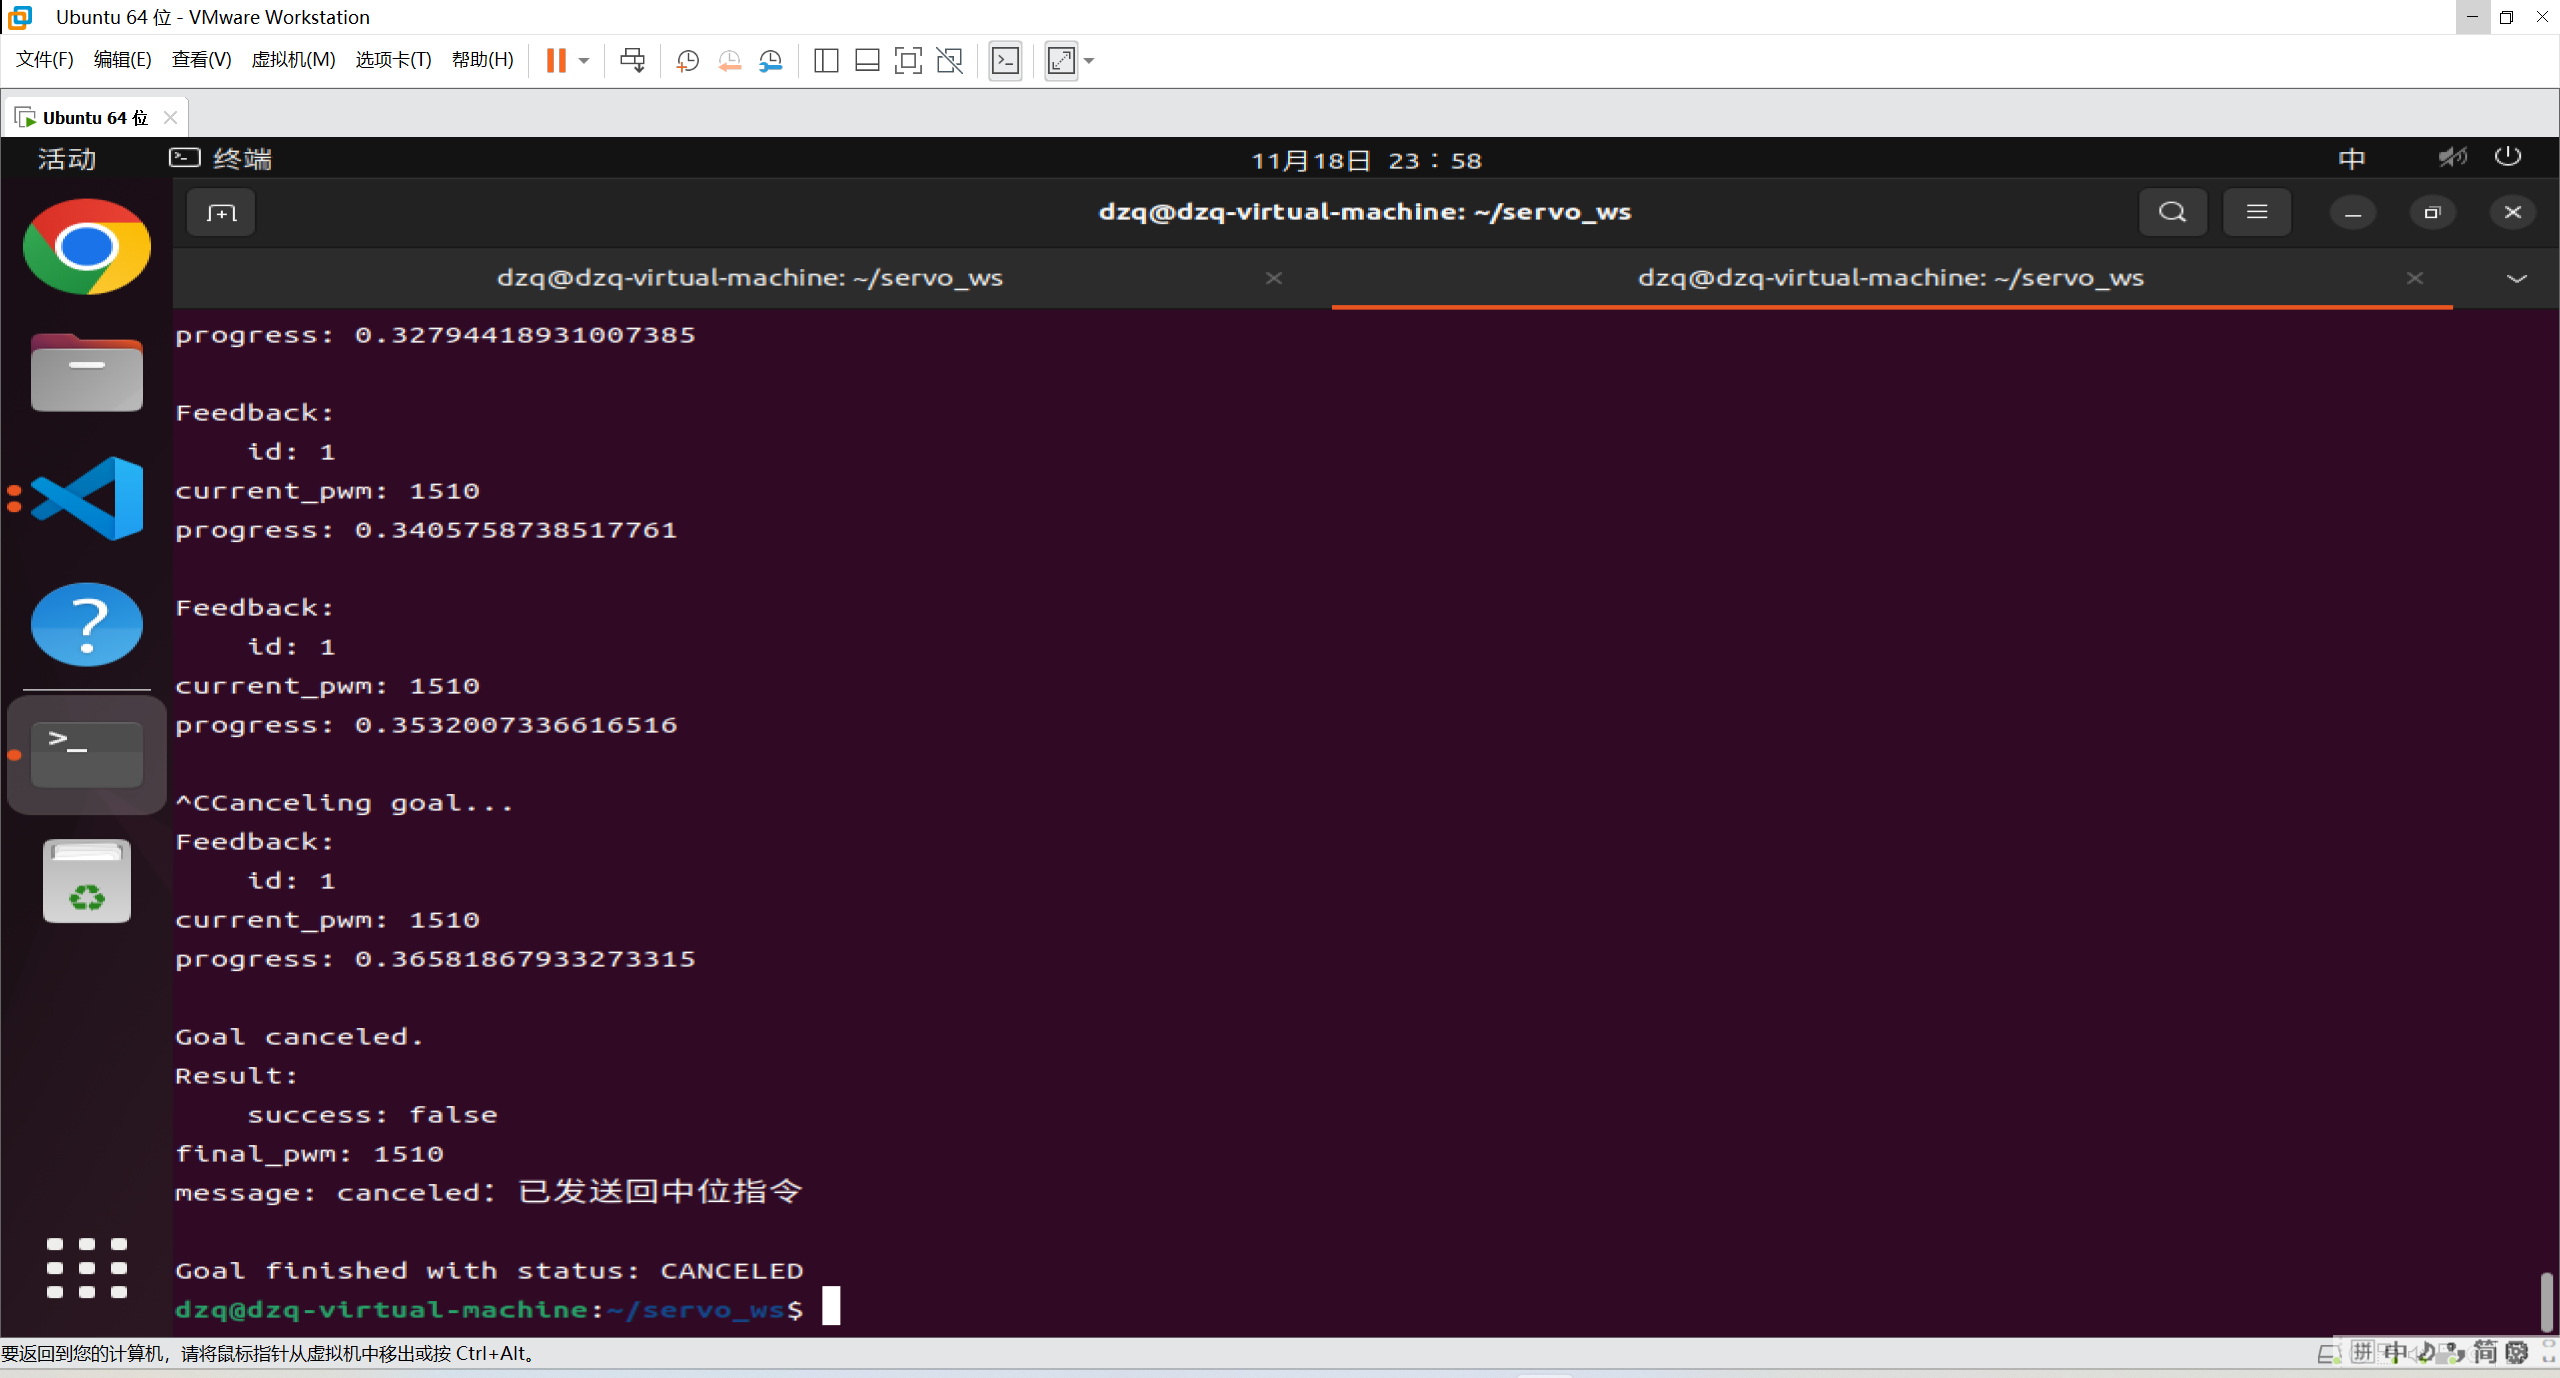 Ubuntu 64 位 - VMware Workstation
文件(F) 编辑(E) 查看(V) 虚拟机(M) 选项卡(T) 帮助(H)
Ubuntu 64 位
活动 终端 11月18日 23：58 中
dzq@dzq-virtual-machine: ~/servo_ws
dzq@dzq-virtual-machine: ~/servo_ws dzq@dzq-virtual-machine: ~/servo_ws
progress: 0.32794418931007385
Feedback:
id: 1
current_pwm: 1510
progress: 0.3405758738517761
Feedback:
id: 1
current_pwm: 1510
progress: 0.3532007336616516
^CCanceling goal...
Feedback:
id: 1
current_pwm: 1510
progress: 0.36581867933273315
Goal canceled.
Result:
success: false
final_pwm: 1510
message: canceled：已发送回中位指令
Goal finished with status: CANCELED
dzq@dzq-virtual-machine:~/servo_ws$
要返回到您的计算机，请将鼠标指针从虚拟机中移出或按 Ctrl+Alt。
拼 中 简